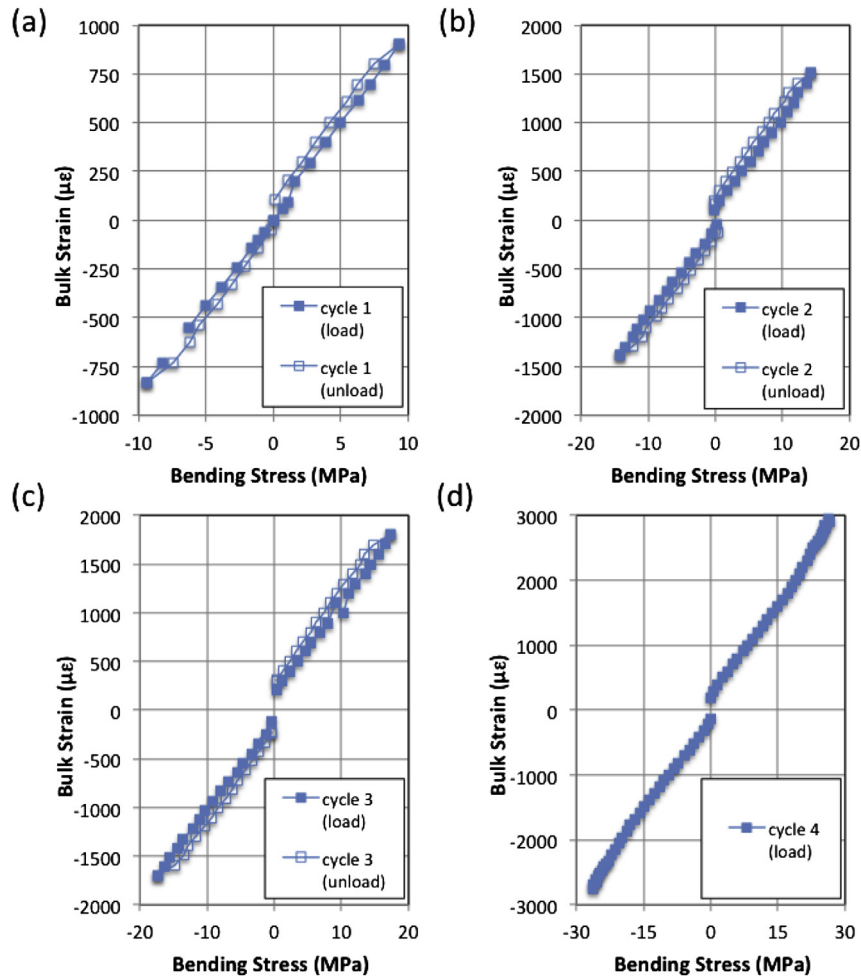 (a)
1000
750
500
250
0
-250
-500
-750
-1000
Bulk Strain (µε)
-10 -5 0 5 10
Bending Stress (MPa)
cycle 1
(load)
cycle 1
(unload)
(b)
2000
1500
1000
500
0
-500
-1000
-1500
-2000
Bulk Strain (µε)
-20 -10 0 10 20
Bending Stress (MPa)
cycle 2
(load)
cycle 2
(unload)
(c)
2000
1500
1000
500
0
-500
-1000
-1500
-2000
Bulk Strain (µε)
-20 -10 0 10 20
Bending Stress (MPa)
cycle 3
(load)
cycle 3
(unload)
(d)
3000
2000
1000
0
-1000
-2000
-3000
Bulk Strain (µε)
-30 -15 0 15 30
Bending Stress (MPa)
cycle 4
(load)